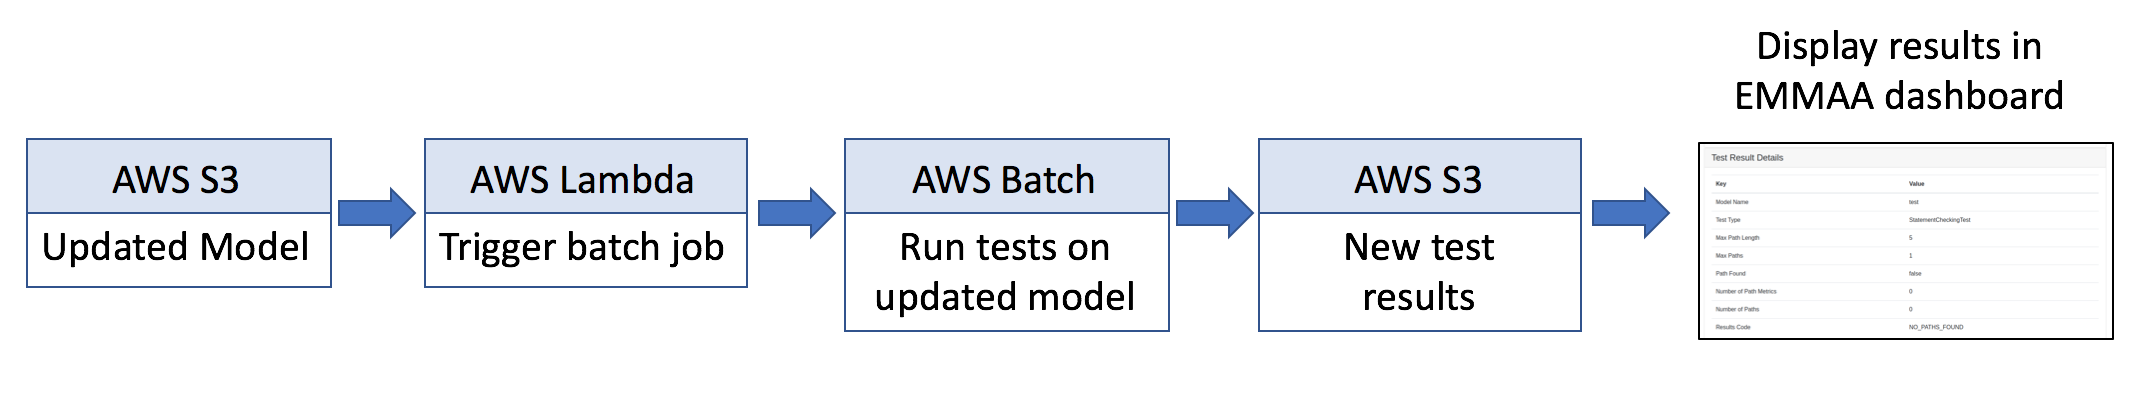 AWS S3
Updated Model
AWS Lambda
Trigger batch job
AWS Batch
Run tests on
updated model
AWS S3
New test
results
Display results in
EMMAA dashboard
Test Result Details
Key Value
Model Name test
Test Type StatementCheckingTest
Max Path Length 5
Max Paths 1
Path Found false
Number of Path Metrics 0
Number of Paths 0
Results Code NO_PATHS_FOUND